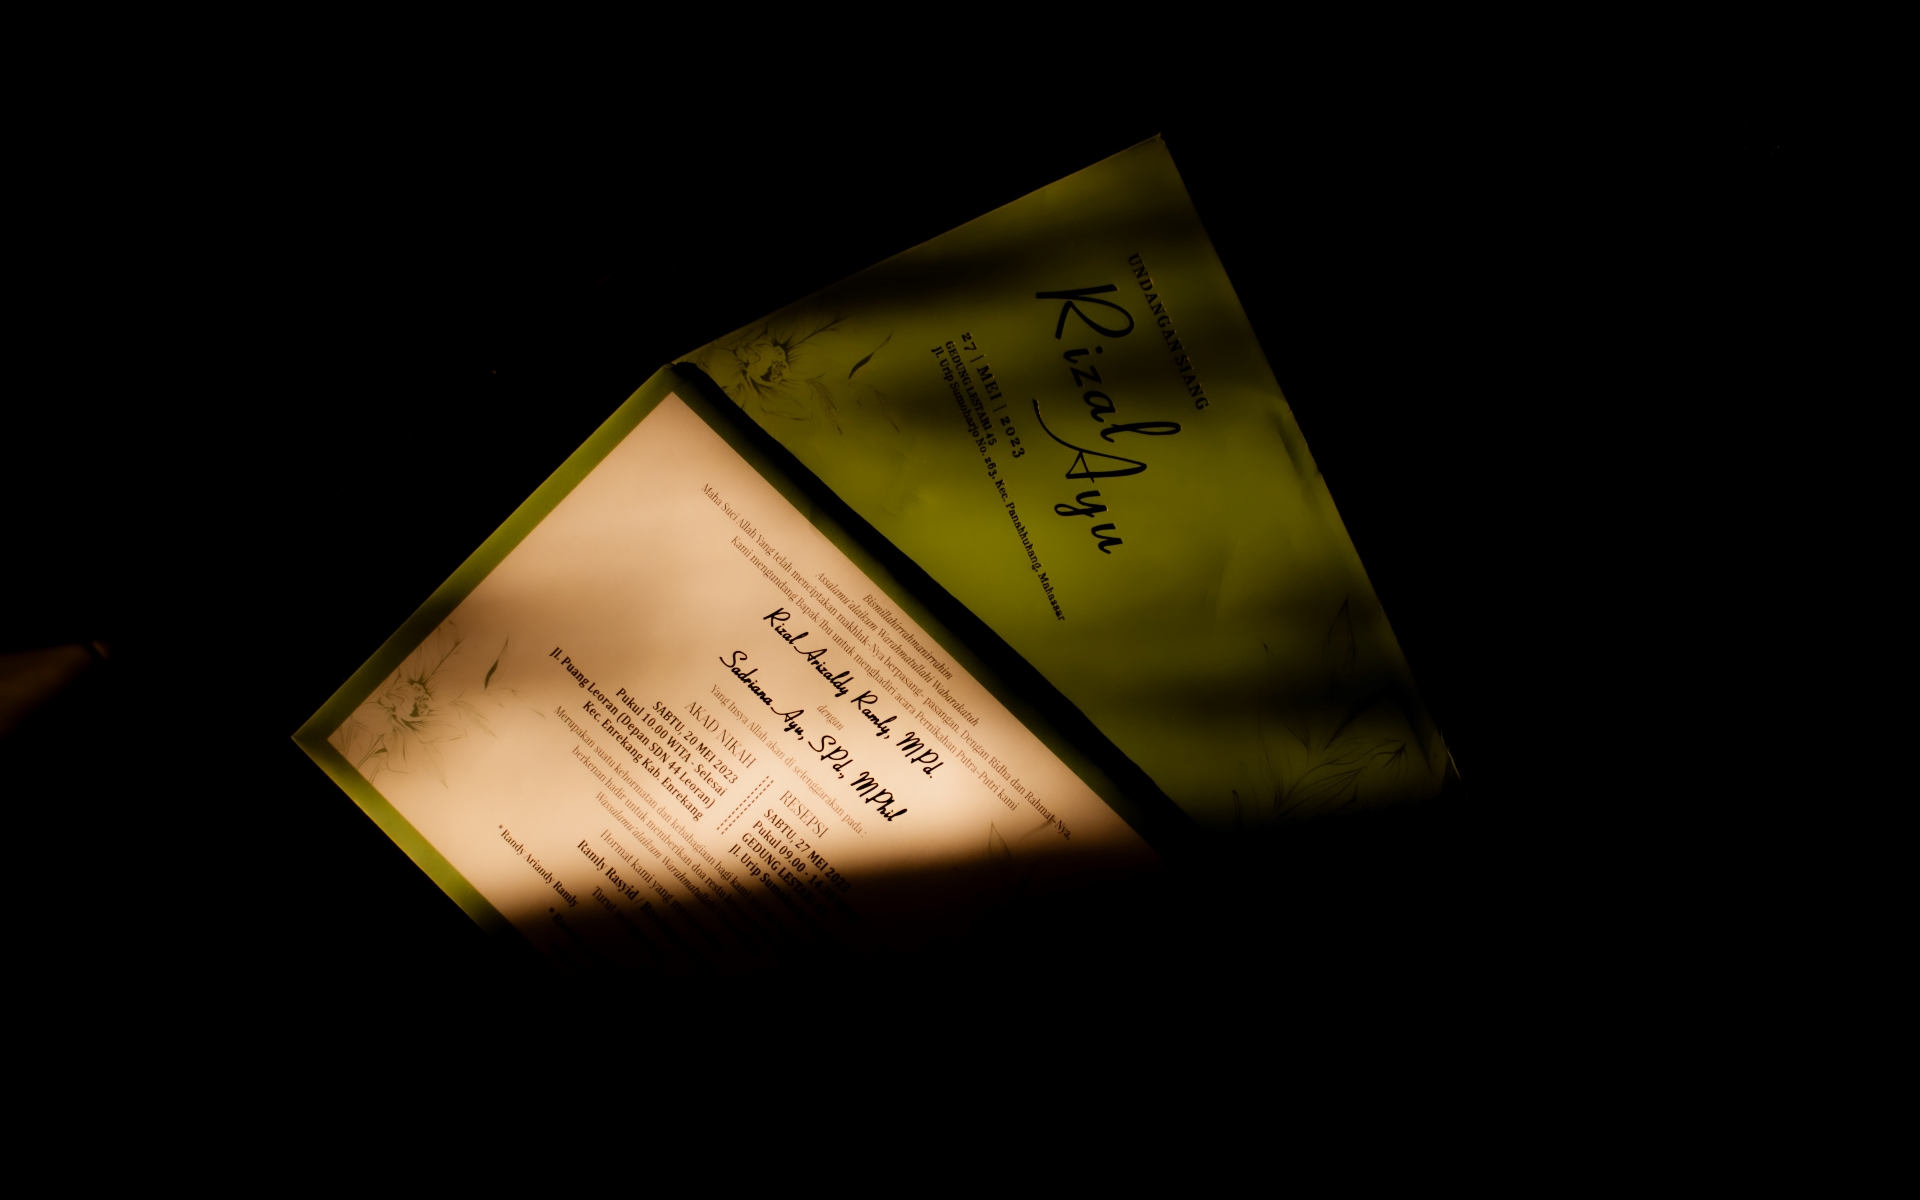 UNDANGAN SIANG
Rizal
Ayu
27 | MEI | 2023
GEDUNG LESTARI 45
Jl. Urip Sumoharjo No. 263, Kec. Panakkukang, Makassar
Bismillahirrahmanirrahim
Assalamu'alaikum Warahmatullahi Wabarakatuh
Maha Suci Allah Yang telah menciptakan makhluk-Nya berpasang- pasangan. Dengan Ridha dan Rahmat-Nya,
Kami mengundang Bapak/Ibu untuk menghadiri acara Pernikahan Putra-Putri kami
Rizal Arizaldy Ramly, MPd.
dengan
Sadriana Ayu, SPd., MPhil
Yang Insya Allah akan di selenggarakan pada :
AKAD NIKAH
SABTU, 20 MEI 2023
Pukul 10.00 WITA - Selesai
Jl. Puang Leoran (Depan SDN 44 Leoran)
Kec. Enrekang Kab. Enrekang
RESEPSI
SABTU, 27 MEI 2023
Pukul 09.00 -
GEDUNG
Jl. Urip
Merupakan suatu kehormatan dan kebahagiaan bagi kami
berkenan hadir untuk memberikan doa restu
Wassalamu'alaikum Warahmatullahi
Hormat kami yang
Ramly Rasyid /
Turut
* Randy Ariandy Ramly